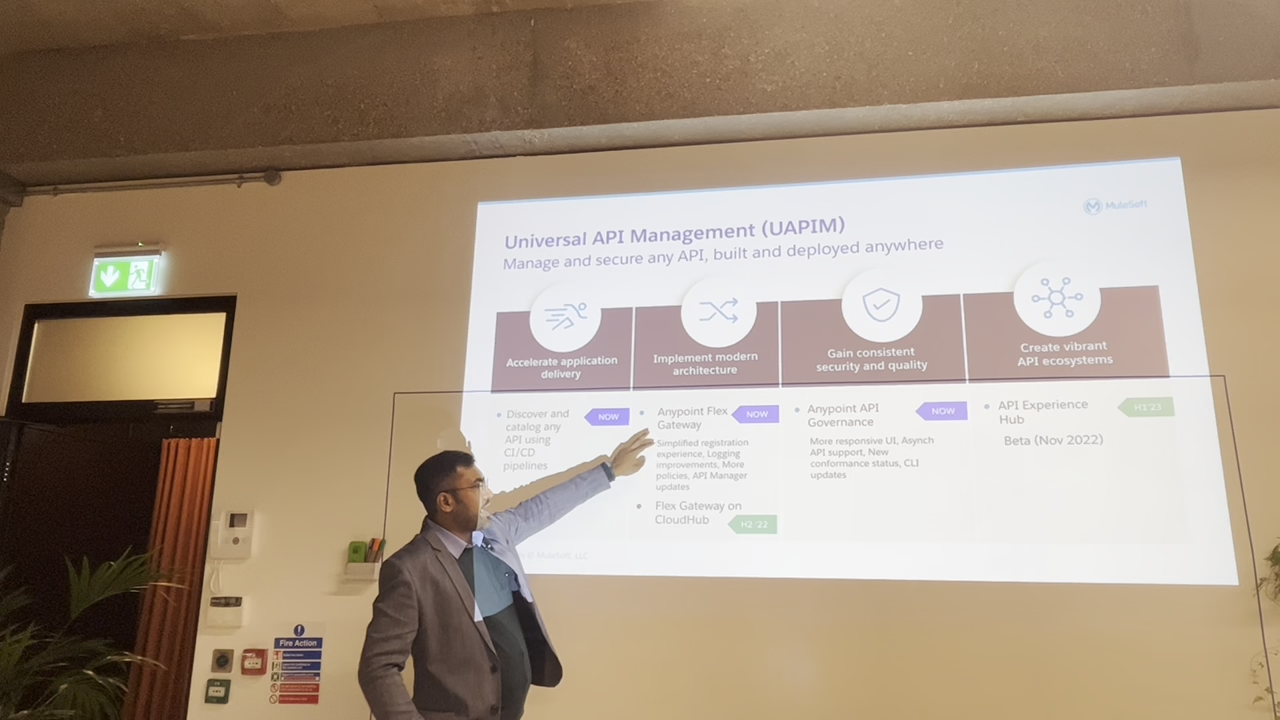 MuleSoft
Universal API Management (UAPIM)
Manage and secure any API, built and deployed anywhere
Accelerate application
delivery
Implement modern
architecture
Gain consistent
security and quality
Create vibrant
API ecosystems
• Discover and
catalog any
API using
CI/CD
pipelines
NOW
• Anypoint Flex
Gateway
NOW
Simplified registration
experience, Logging
improvements, More
policies, API Manager
updates
• Flex Gateway on
CloudHub
H2 '22
• Anypoint API
Governance
NOW
More responsive UI, Asynch
API support, New
conformance status, CLI
updates
• API Experience
Hub
H1'23
Beta (Nov 2022)
MuleSoft, LLC
Fire Action